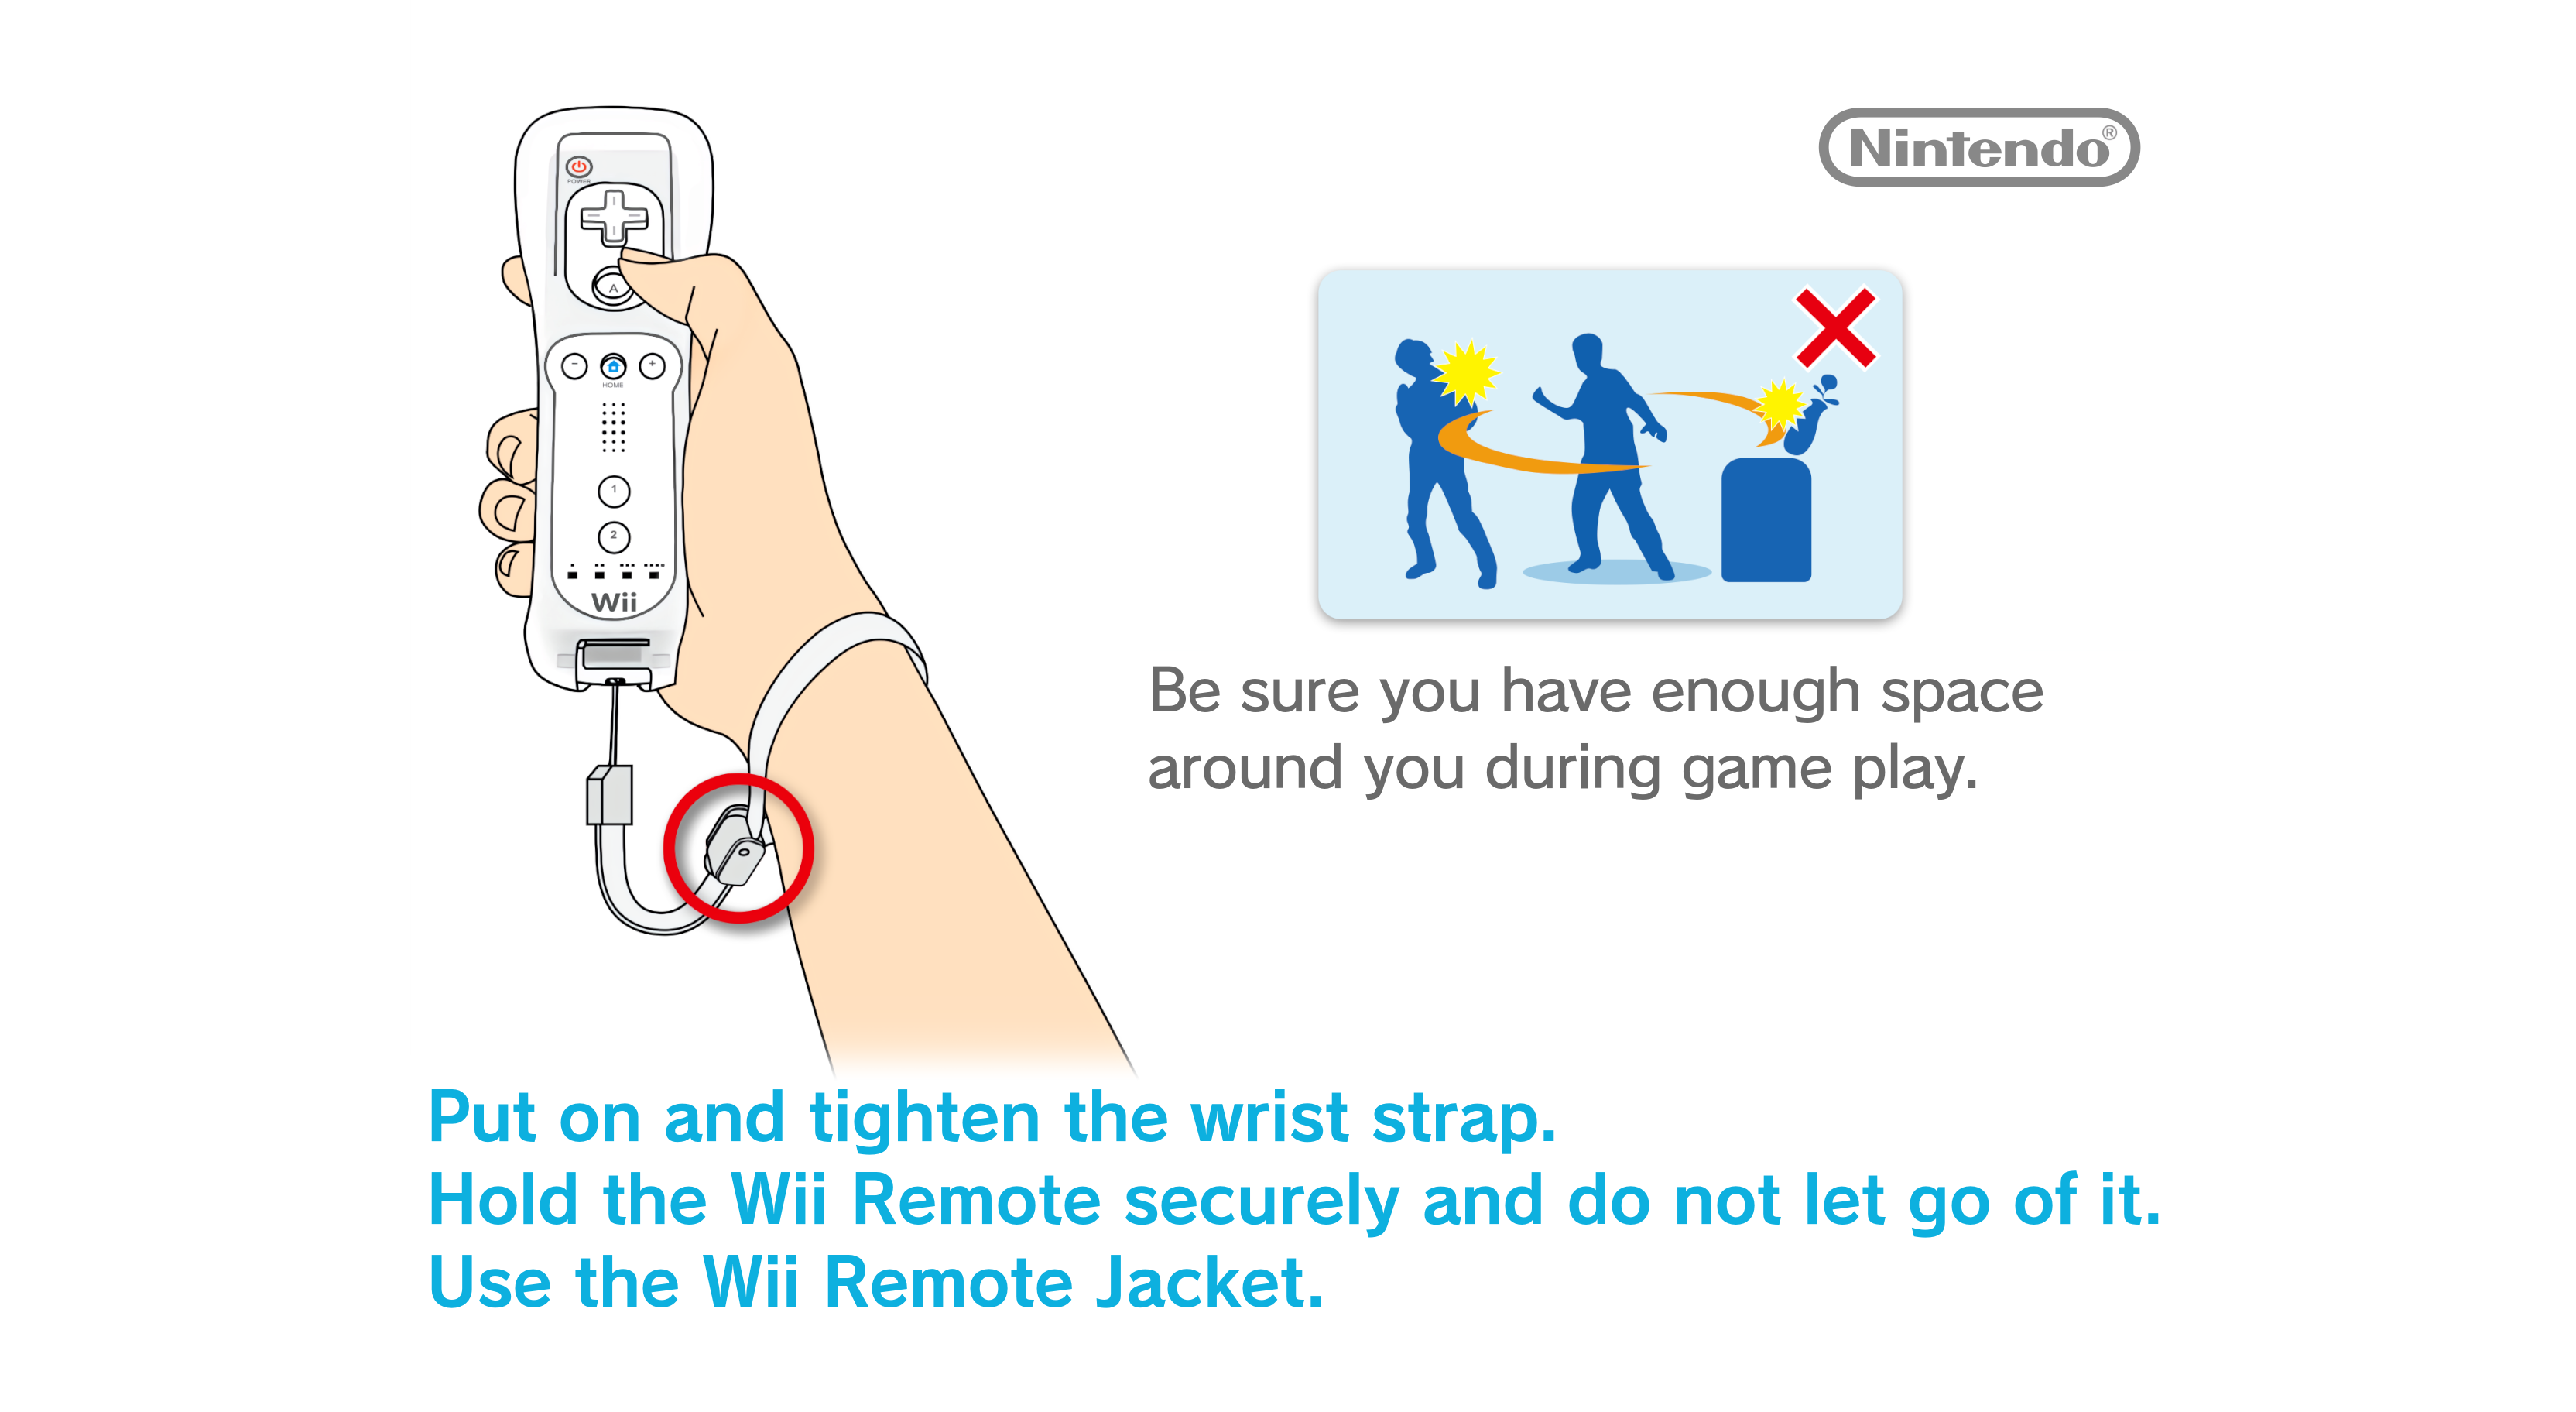 Nintendo®
POWER
A
− +
HOME
1
2
Wii
Be sure you have enough space
around you during game play.
Put on and tighten the wrist strap.
Hold the Wii Remote securely and do not let go of it.
Use the Wii Remote Jacket.